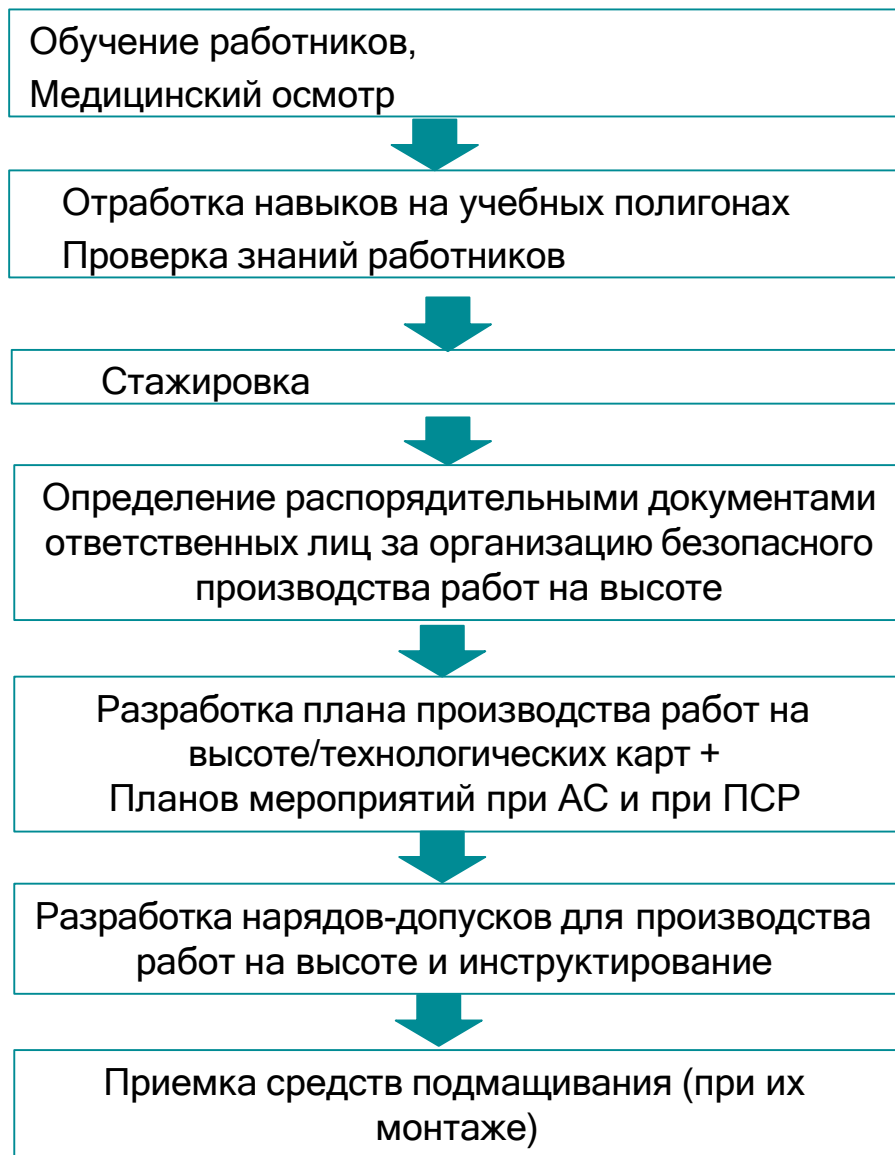 Обучение работников,
Медицинский осмотр
Отработка навыков на учебных полигонах
Проверка знаний работников
Стажировка
Определение распорядительными документами
ответственных лиц за организацию безопасного
производства работ на высоте
Разработка плана производства работ на
высоте/технологических карт +
Планов мероприятий при АС и при ПСР
Разработка нарядов-допусков для производства
работ на высоте и инструктирование
Приемка средств подмащивания (при их
монтаже)